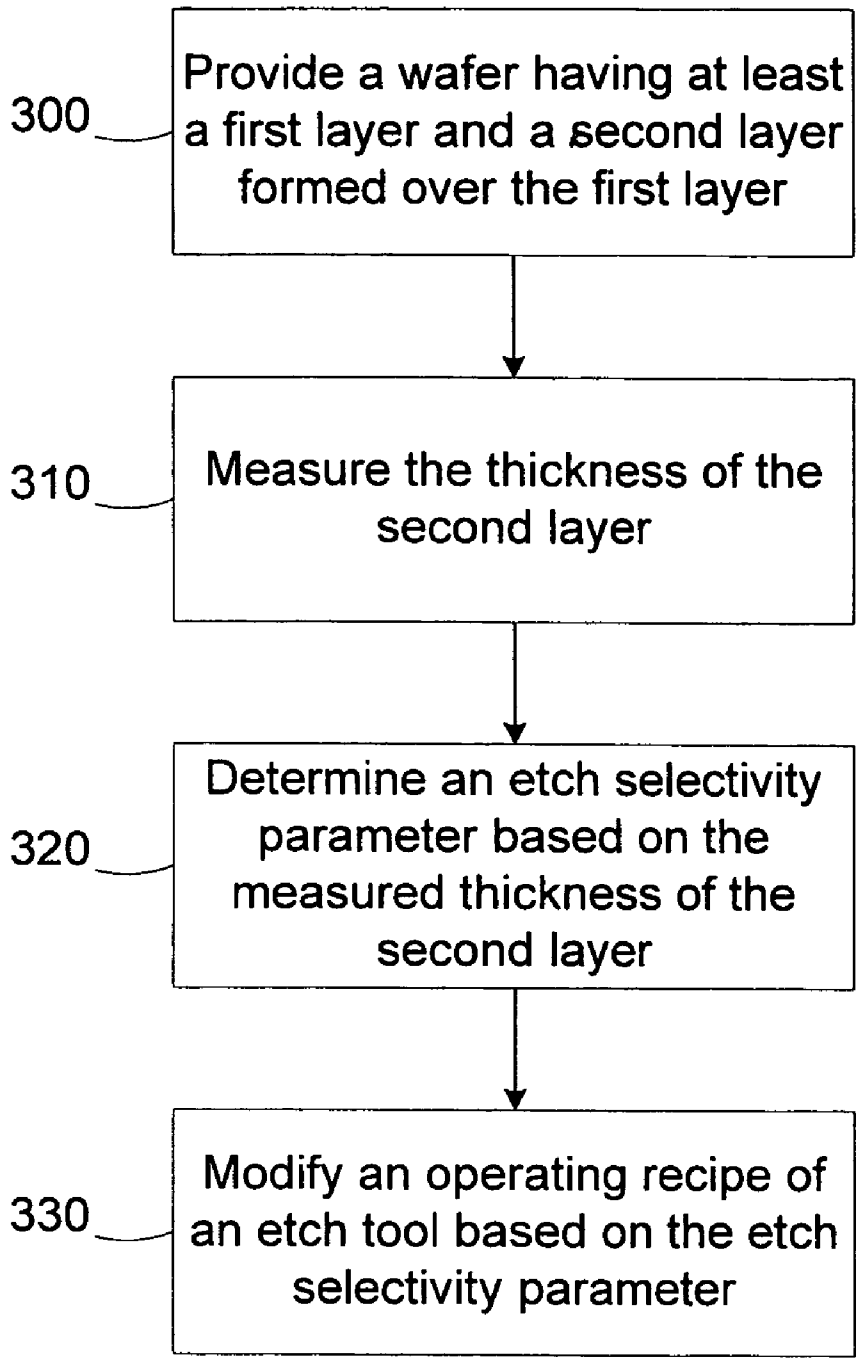 300
Provide a wafer having at least
a first layer and a second layer
formed over the first layer
310
Measure the thickness of the
second layer
320
Determine an etch selectivity
parameter based on the
measured thickness of the
second layer
330
Modify an operating recipe of
an etch tool based on the etch
selectivity parameter